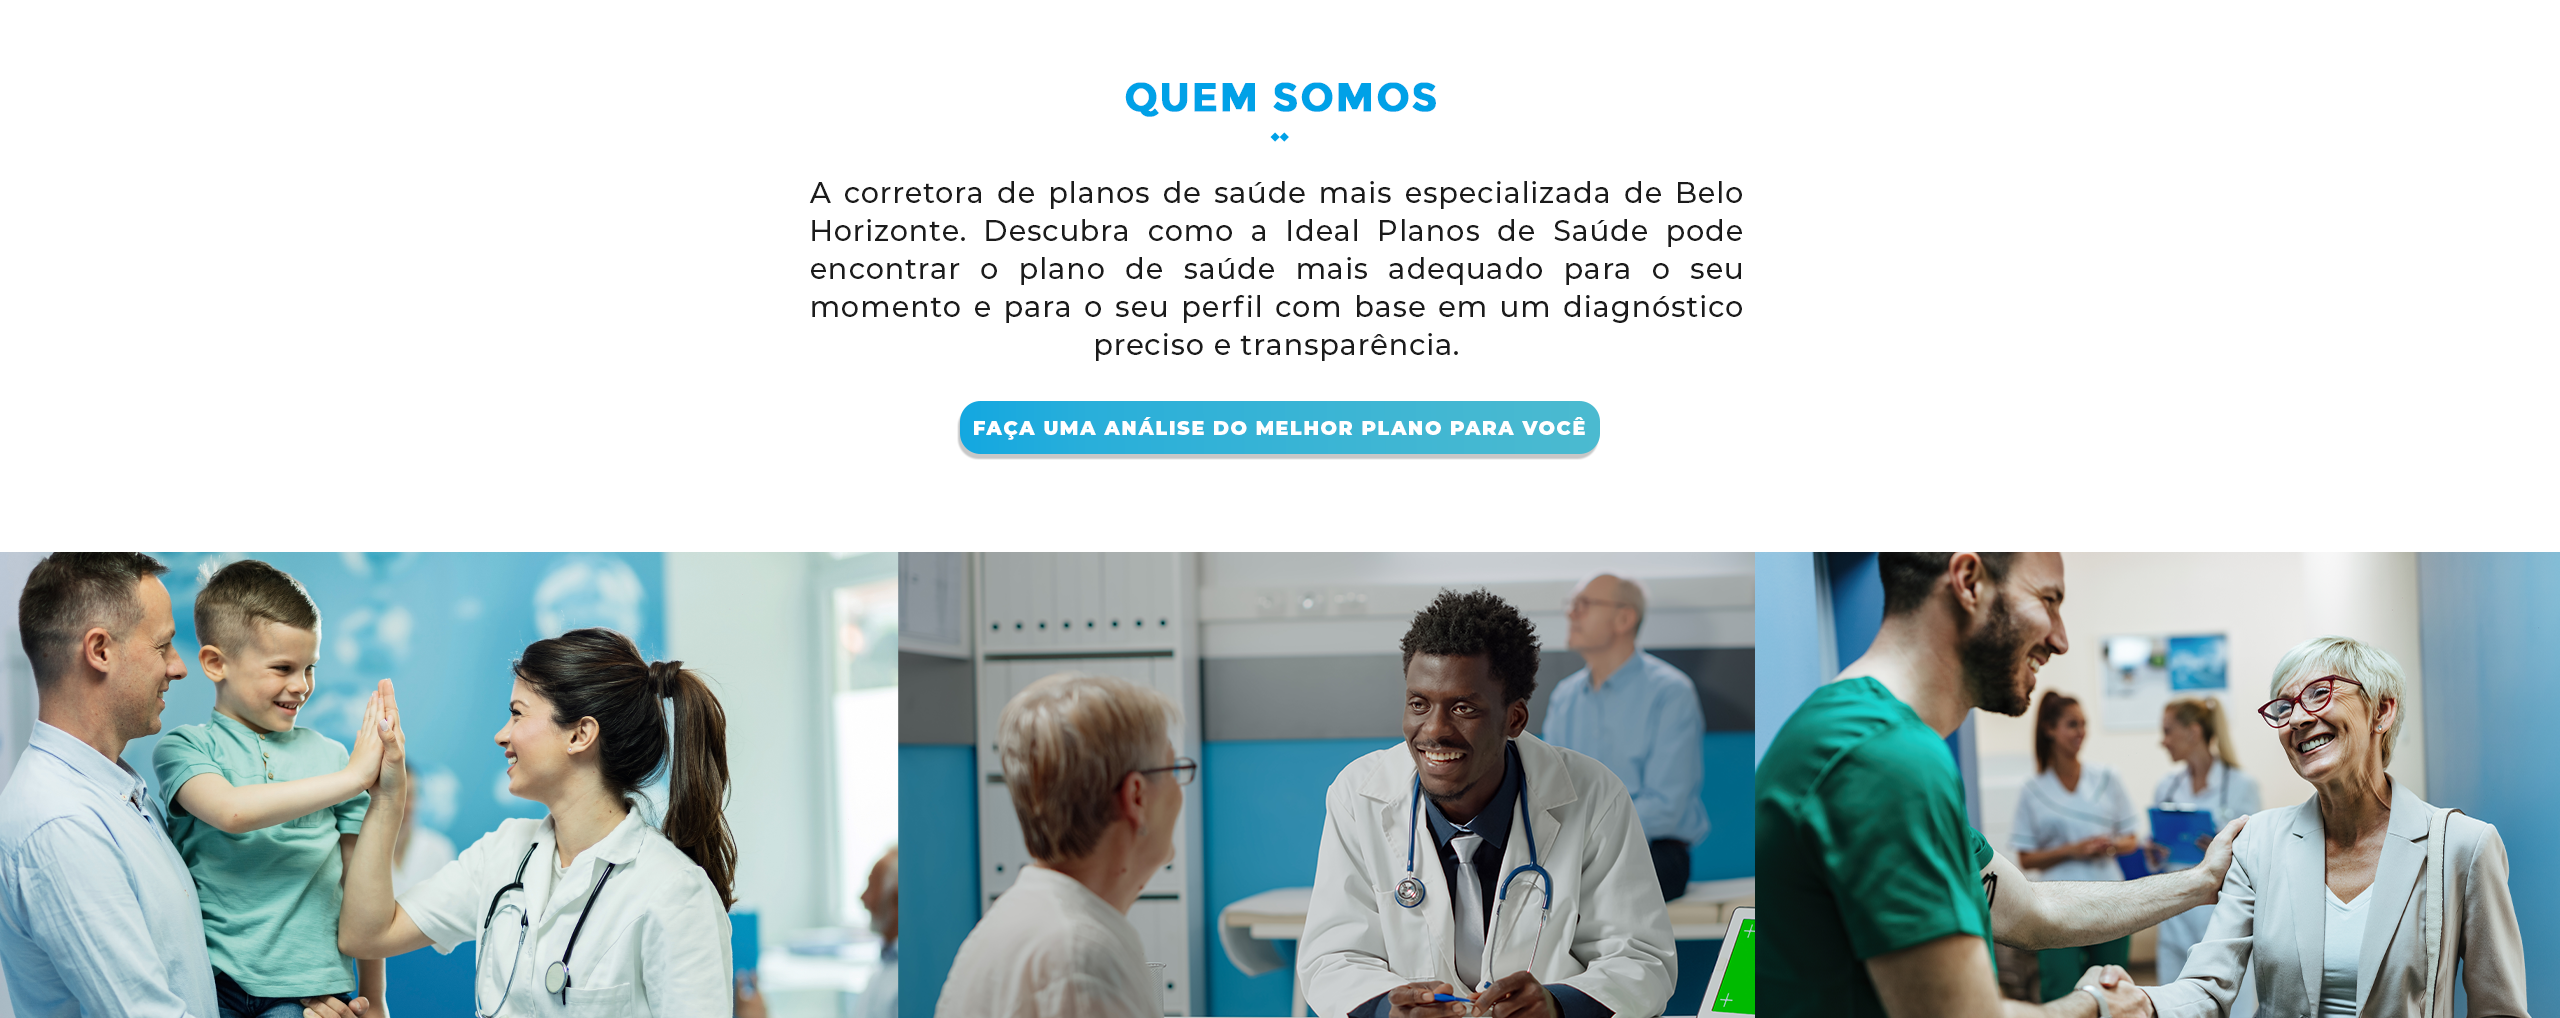 QUEM SOMOS
A corretora de planos de saúde mais especializada de Belo
Horizonte. Descubra como a Ideal Planos de Saúde pode
encontrar o plano de saúde mais adequado para o seu
momento e para o seu perfil com base em um diagnóstico
preciso e transparência.
FAÇA UMA ANÁLISE DO MELHOR PLANO PARA VOCÊ